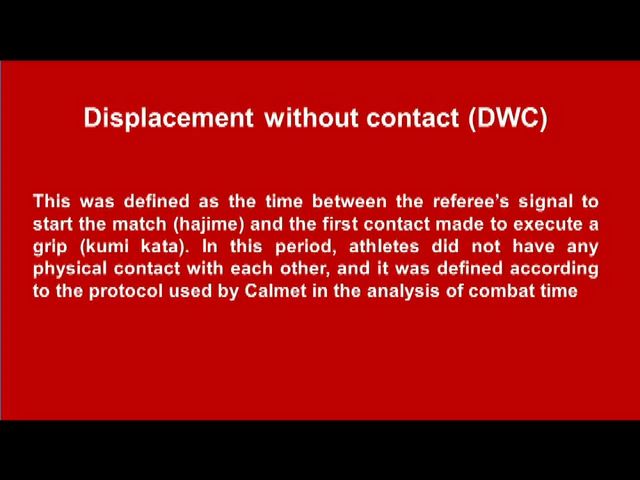 Displacement without contact (DWC)
This was defined as the time between the referee's signal to
start the match (hajime) and the first contact made to execute a
grip (kumi kata). In this period, athletes did not have any
physical contact with each other, and it was defined according
to the protocol used by Calmet in the analysis of combat time